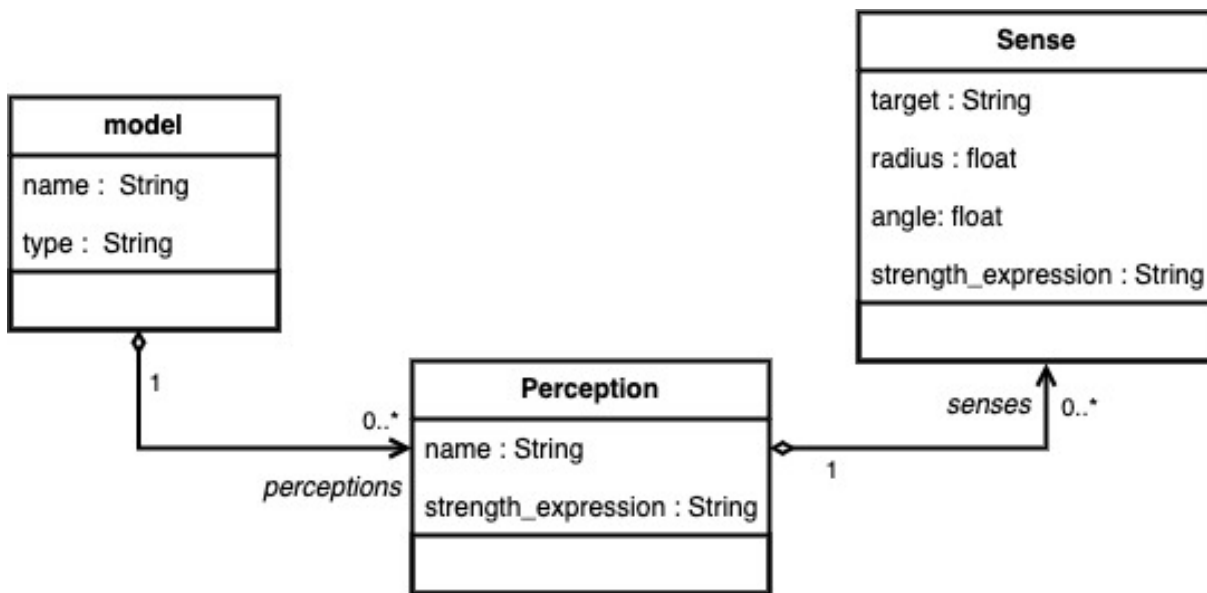 model
name :  String
type :  String
1
0..*
perceptions
Perception
name : String
strength_expression : String
1
senses
0..*
Sense
target : String
radius : float
angle: float
strength_expression : String